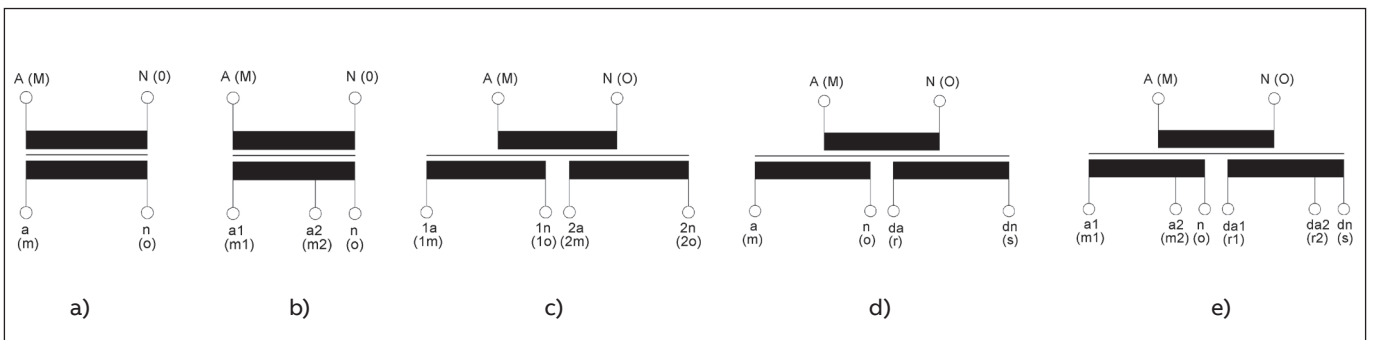 A (M) N (0) A (M) N (0) A (M) N (O) A (M) N (O) A (M) N (O)
a n a1 a2 n 1a 1n 2a 2n a n da dn a1 a2 n da1 da2 dn
(m) (o) (m1) (m2) (o) (1m) (1o) (2m) (2o) (m) (o) (r) (s) (m1) (m2) (o) (r1) (r2) (s)
a) b) c) d) e)